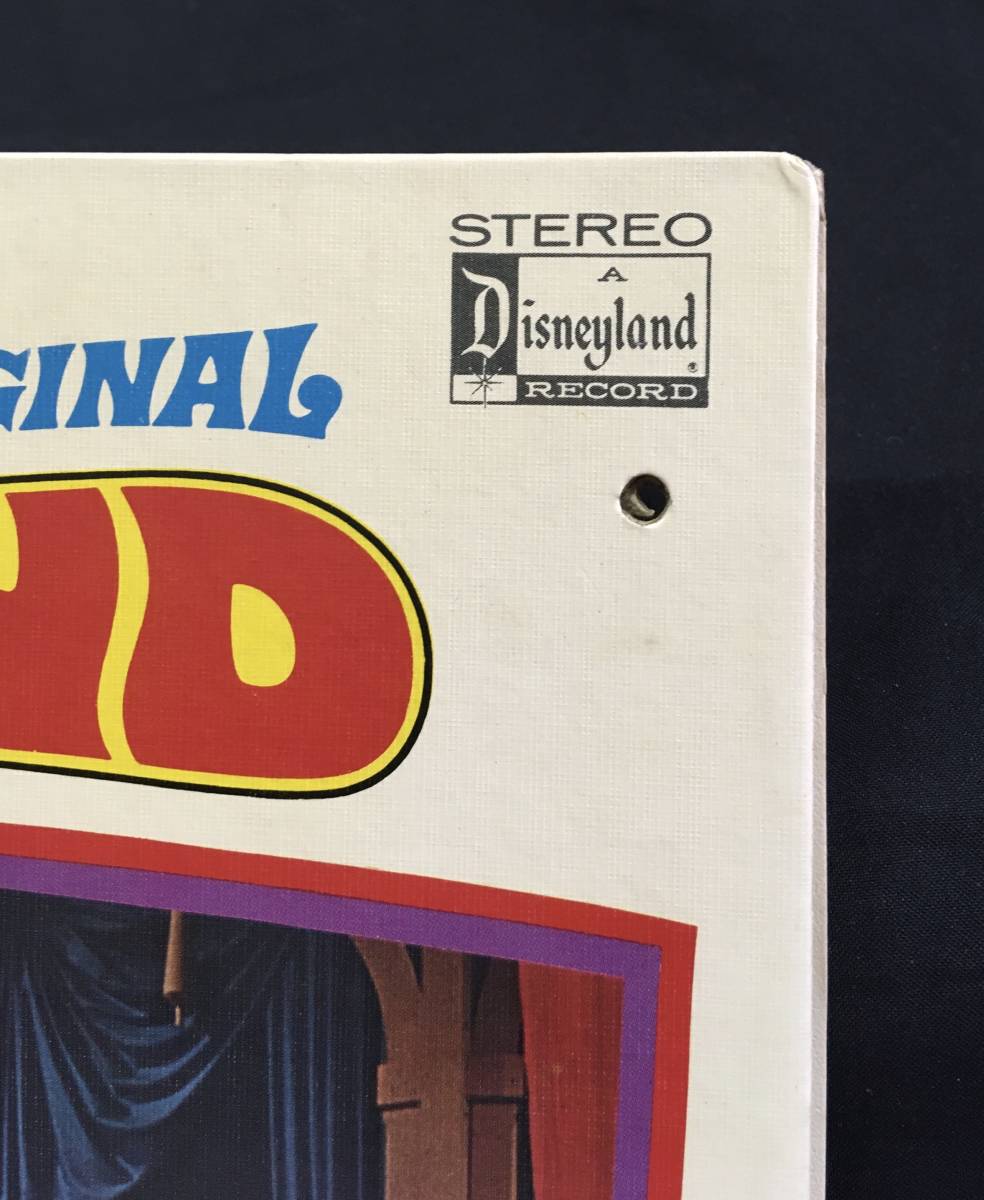 STEREO
A
Disneyland®
RECORD
GINAL
D